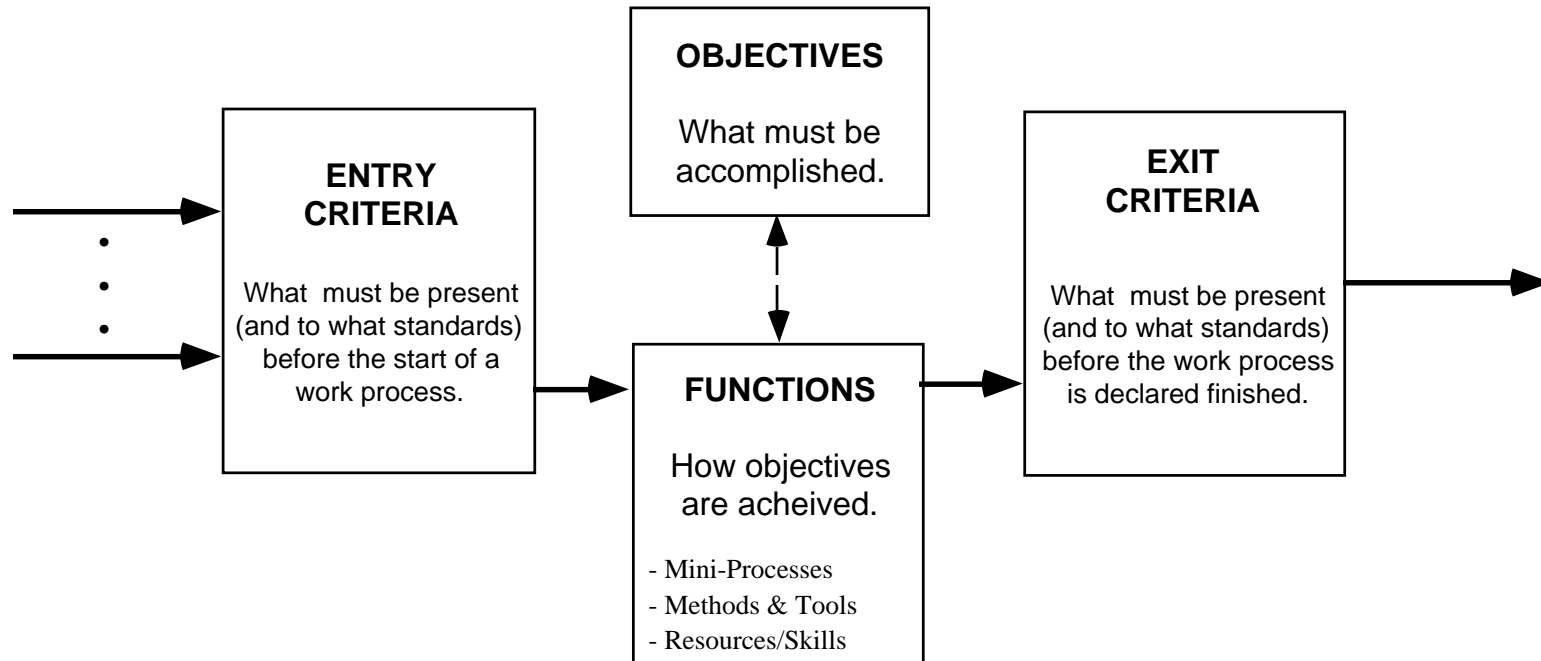 ENTRY
CRITERIA
What  must be present
(and to what standards)
before the start of a
work process.
OBJECTIVES
What must be
accomplished.
FUNCTIONS
How objectives
are acheived.
- Mini-Processes
- Methods & Tools
- Resources/Skills
EXIT
CRITERIA
What  must be present
(and to what standards)
before the work process
is declared finished.